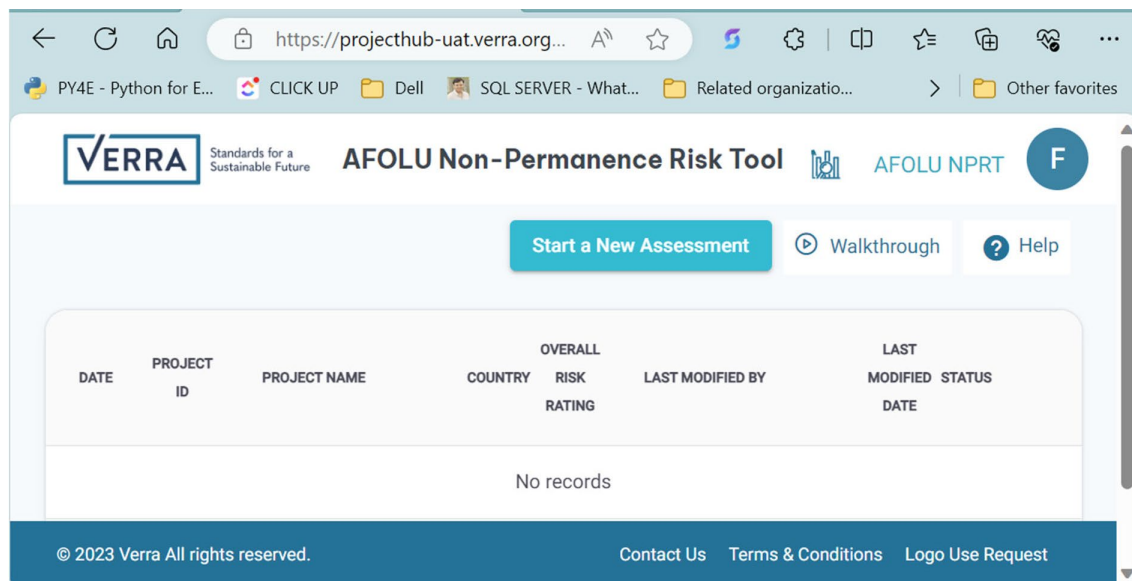 https://projecthub-uat.verra.org...
PY4E - Python for E...
CLICK UP
Dell
SQL SERVER - What...
Related organizatio...
Other favorites
VERRA
Standards for a
Sustainable Future
AFOLU Non-Permanence Risk Tool
AFOLU NPRT
F
Start a New Assessment
Walkthrough
? Help
DATE
PROJECT
ID
PROJECT NAME
COUNTRY
OVERALL
RISK
RATING
LAST MODIFIED BY
LAST
MODIFIED
DATE
STATUS
No records
© 2023 Verra All rights reserved.
Contact Us
Terms & Conditions
Logo Use Request